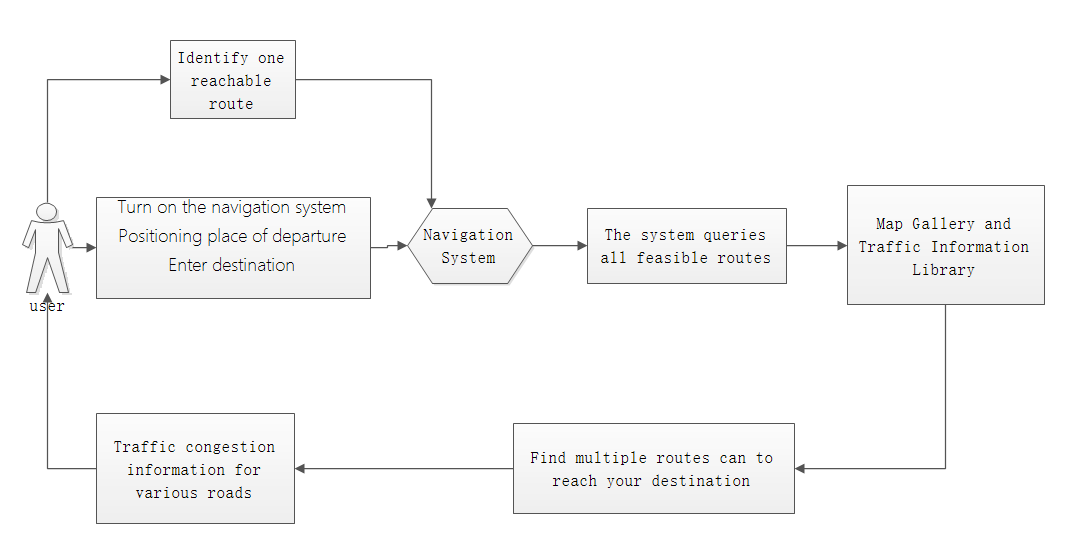 Identify one
reachable
route
Turn on the navigation system
Positioning place of departure
Enter destination
user
Navigation
System
The system queries
all feasible routes
Map Gallery and
Traffic Information
Library
Traffic congestion
information for
various roads
Find multiple routes can to
reach your destination